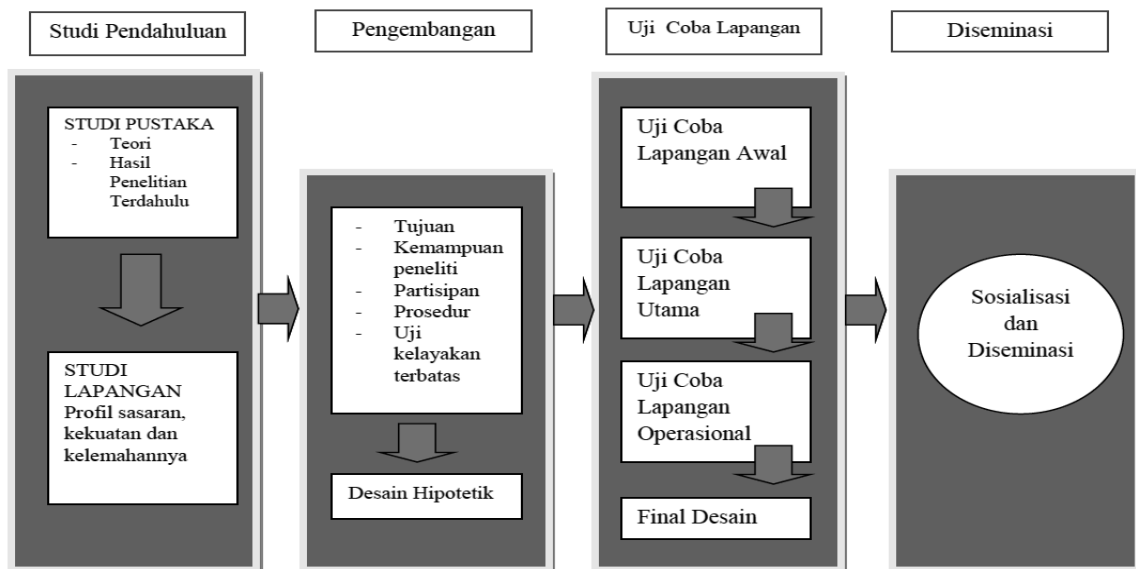 Studi Pendahuluan
Pengembangan
Uji Coba Lapangan
Diseminasi
STUDI PUSTAKA
- Teori
- Hasil
Penelitian
Terdahulu
STUDI
LAPANGAN
Profil sasaran,
kekuatan dan
kelemahannya
- Tujuan
- Kemampuan
peneliti
- Partisipan
- Prosedur
- Uji
kelayakan
terbatas
Desain Hipotetik
Uji Coba
Lapangan Awal
Uji Coba
Lapangan
Utama
Uji Coba
Lapangan
Operasional
Final Desain
Sosialisasi
dan
Diseminasi